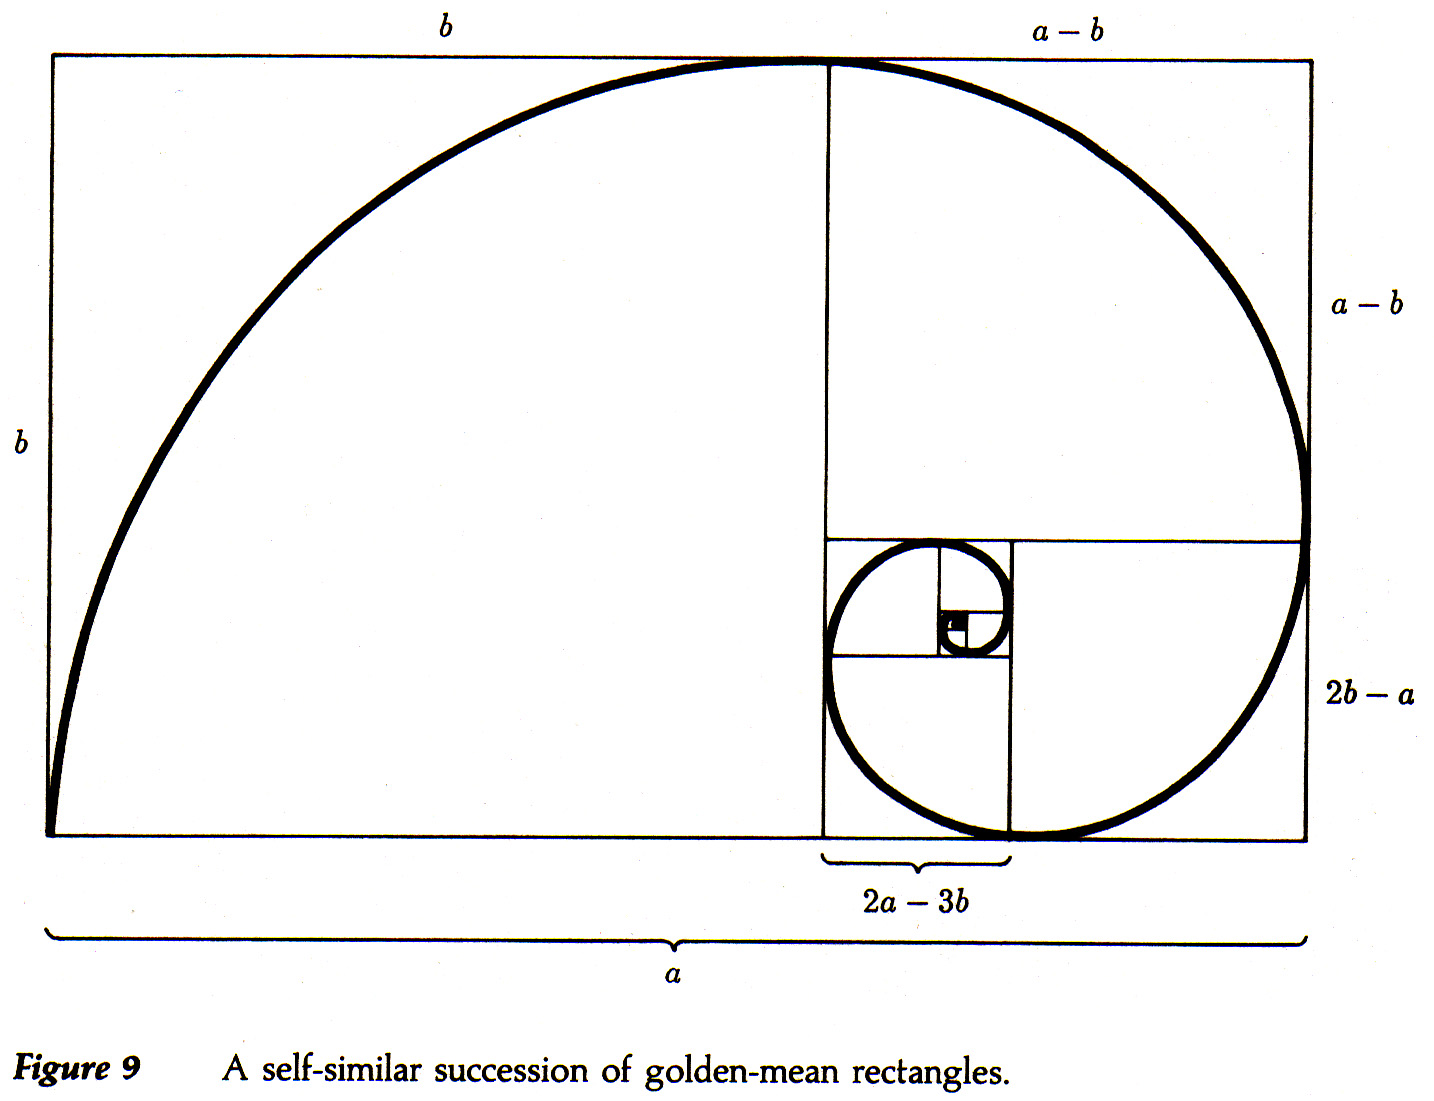 b
a – b
a – b
b
2b – a
2a – 3b
a
Figure 9 A self-similar succession of golden-mean rectangles.